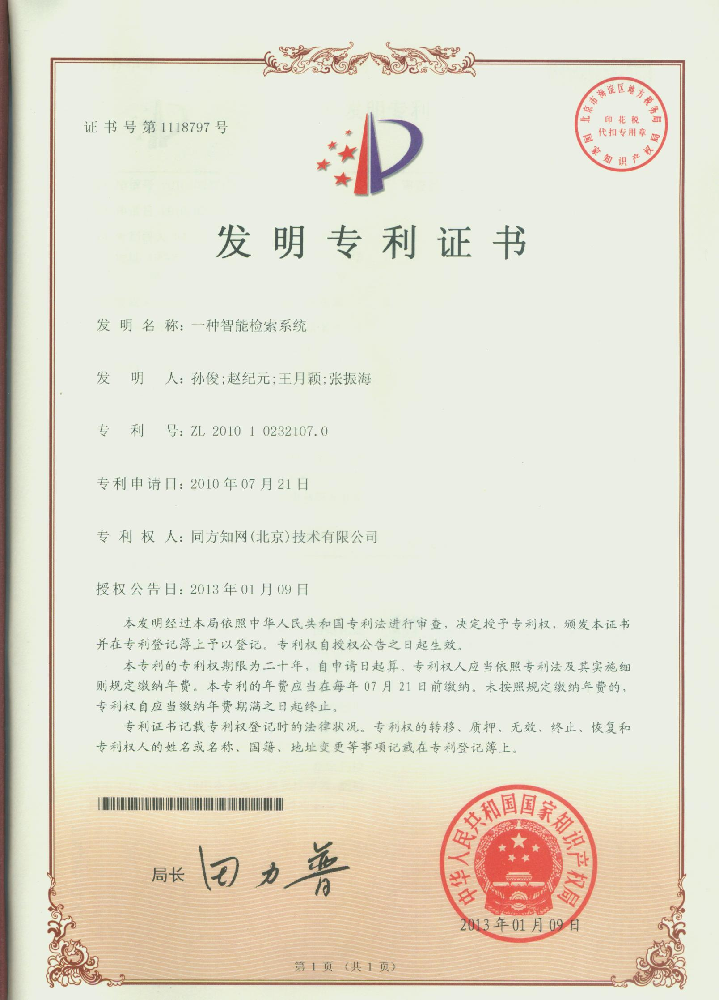 证书号第1118797号
北京市海淀区地方税务局
印花税
代扣专用章
国家知识产权局
发明专利证书
发明名称：一种智能检索系统
发明人：孙俊;赵纪元;王月颖;张振海
专利号：ZL 2010 1 0232107.0
专利申请日：2010年07月21日
专利权人：同方知网(北京)技术有限公司
授权公告日：2013年01月09日
本发明经过本局依照中华人民共和国专利法进行审查，决定授予专利权，颁发本证书
并在专利登记簿上予以登记。专利权自授权公告之日起生效。
本专利的专利权期限为二十年，自申请日起算。专利权人应当依照专利法及其实施细
则规定缴纳年费。本专利的年费应当在每年07月21日前缴纳。未按照规定缴纳年费的，
专利权自应当缴纳年费期满之日起终止。
专利证书记载专利权登记时的法律状况。专利权的转移、质押、无效、终止、恢复和
专利权人的姓名或名称、国籍、地址变更等事项记载在专利登记簿上。
局长 田力普
中华人民共和国国家知识产权局
2013年01月09日
第1页（共1页）